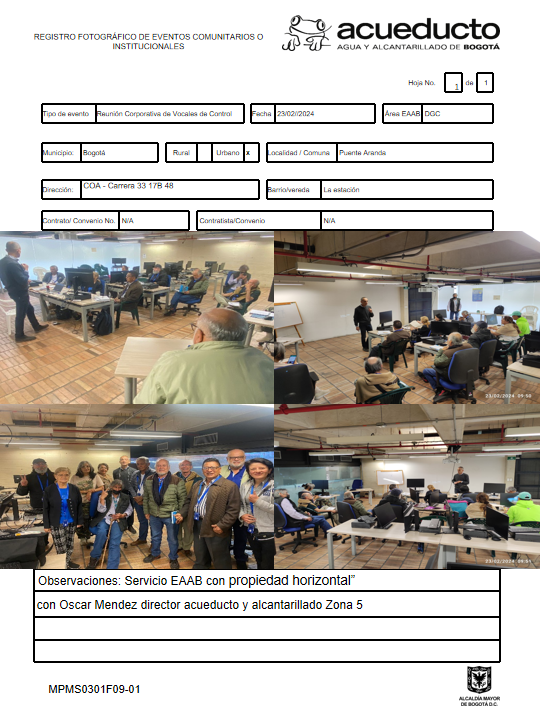 REGISTRO FOTOGRÁFICO DE EVENTOS COMUNITARIOS O
INSTITUCIONALES
acueducto
AGUA Y ALCANTARILLADO DE BOGOTÁ
Hoja No. 1 de 1
Tipo de evento Reunión Corporativa de Vocales de Control Fecha 23/02//2024 Área EAAB DGC
Municipio: Bogotá Rural Urbano x Localidad / Comuna Puente Aranda
Dirección: COA - Carrera 33 17B 48 Barrio/vereda La estación
Contrato/ Convenio No. N/A Contratista/Convenio N/A
23/02/2024 09:50
23/02/2024 09:51
Observaciones: Servicio EAAB con propiedad horizontal”
con Oscar Mendez director acueducto y alcantarillado Zona 5
MPMS0301F09-01
ALCALDÍA MAYOR
DE BOGOTÁ D.C.